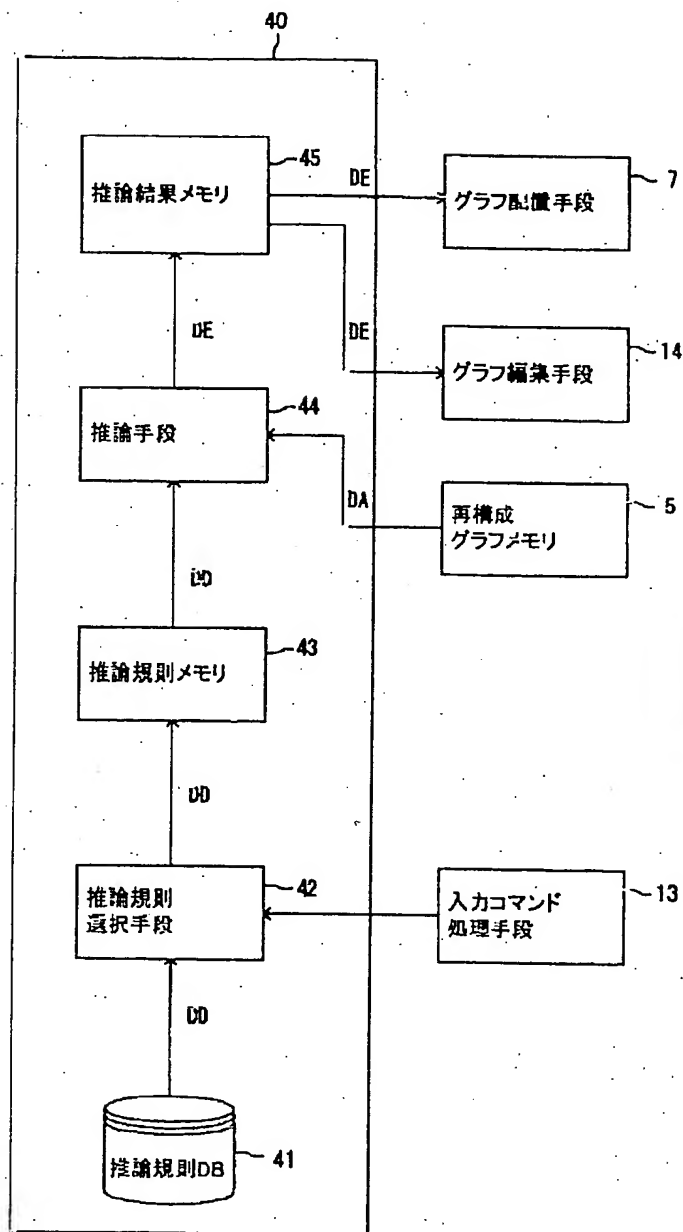 40
45
推論結果メモリ
DE
グラフ配置手段
7
DE
DE
グラフ編集手段
14
44
推論手段
DA
再構成
グラフメモリ
5
DD
43
推論規則メモリ
DD
42
推論規則
選択手段
入力コマンド
処理手段
13
DD
推論規則DB
41